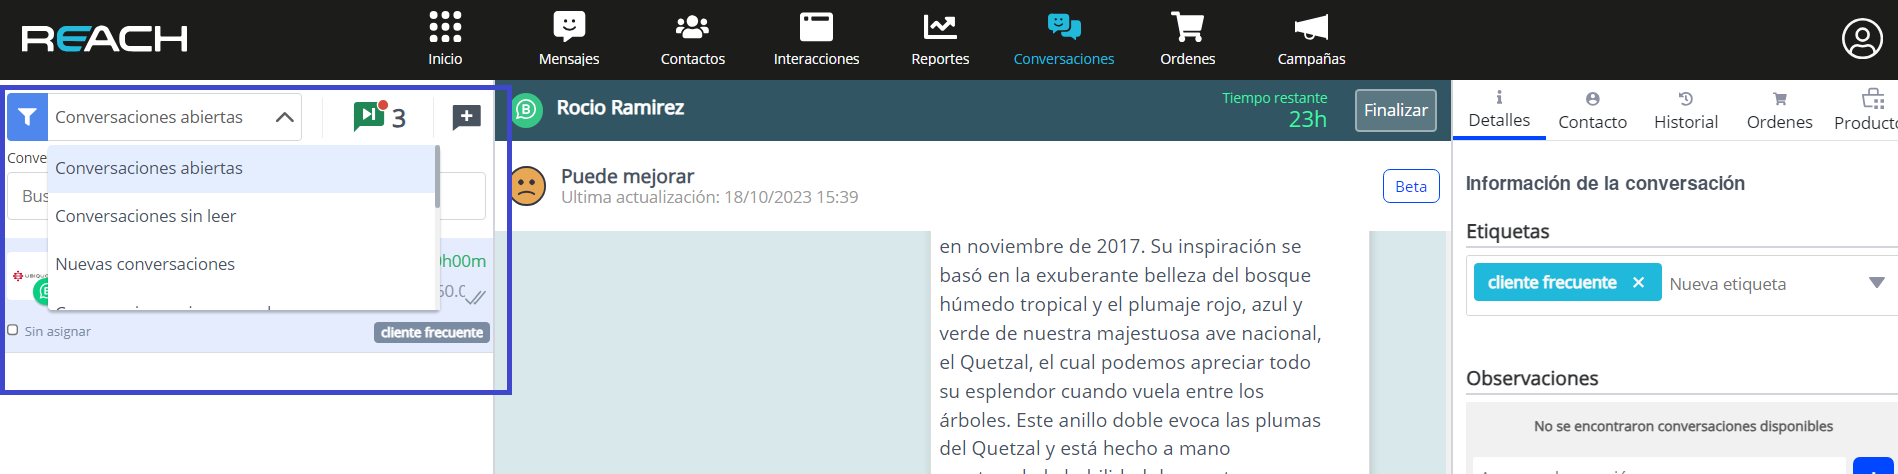 REACH
Inicio
Mensajes
Contactos
Interacciones
Reportes
Conversaciones
Ordenes
Campañas
Conversaciones abiertas
3
Conve
Conversaciones abiertas
Bus
Conversaciones sin leer
Nuevas conversaciones
h00m
50.0
Sin asignar
cliente frecuente
Rocio Ramirez
Tiempo restante
23h
Finalizar
Puede mejorar
Ultima actualización: 18/10/2023 15:39
Beta
en noviembre de 2017. Su inspiración se
basó en la exuberante belleza del bosque
húmedo tropical y el plumaje rojo, azul y
verde de nuestra majestuosa ave nacional,
el Quetzal, el cual podemos apreciar todo
su esplendor cuando vuela entre los
árboles. Este anillo doble evoca las plumas
del Quetzal y está hecho a mano
Detalles
Contacto
Historial
Ordenes
Producto
Información de la conversación
Etiquetas
cliente frecuente ×
Nueva etiqueta
Observaciones
No se encontraron conversaciones disponibles